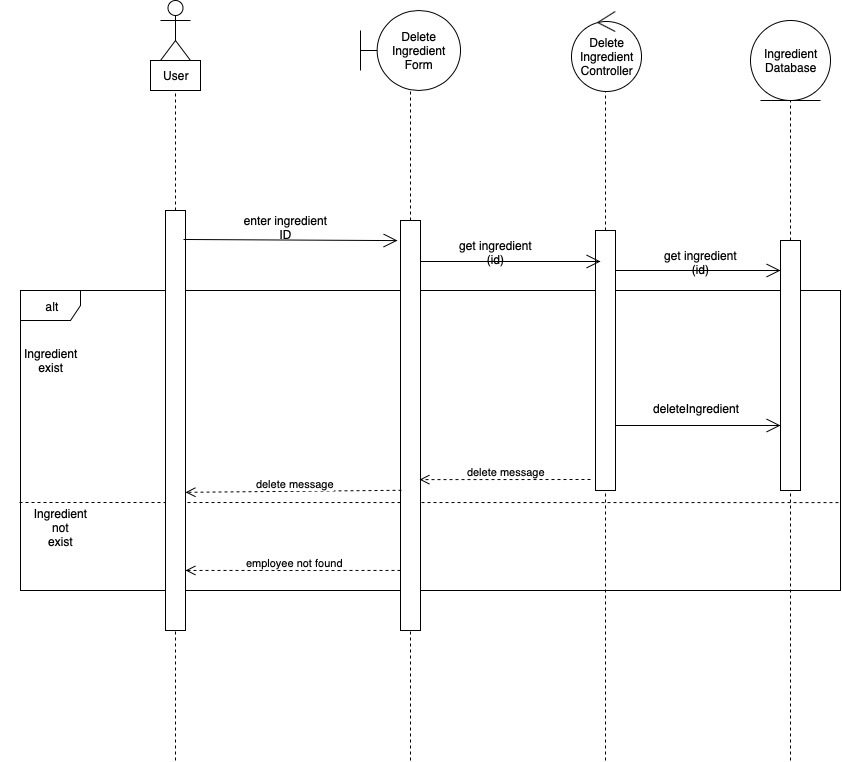 User
Delete
Ingredient
Form
Delete
Ingredient
Controller
Ingredient
Database
enter ingredient
ID
get ingredient
(id)
get ingredient
(id)
alt
Ingredient
exist
deleteIngredient
delete message
delete message
Ingredient
not
exist
employee not found